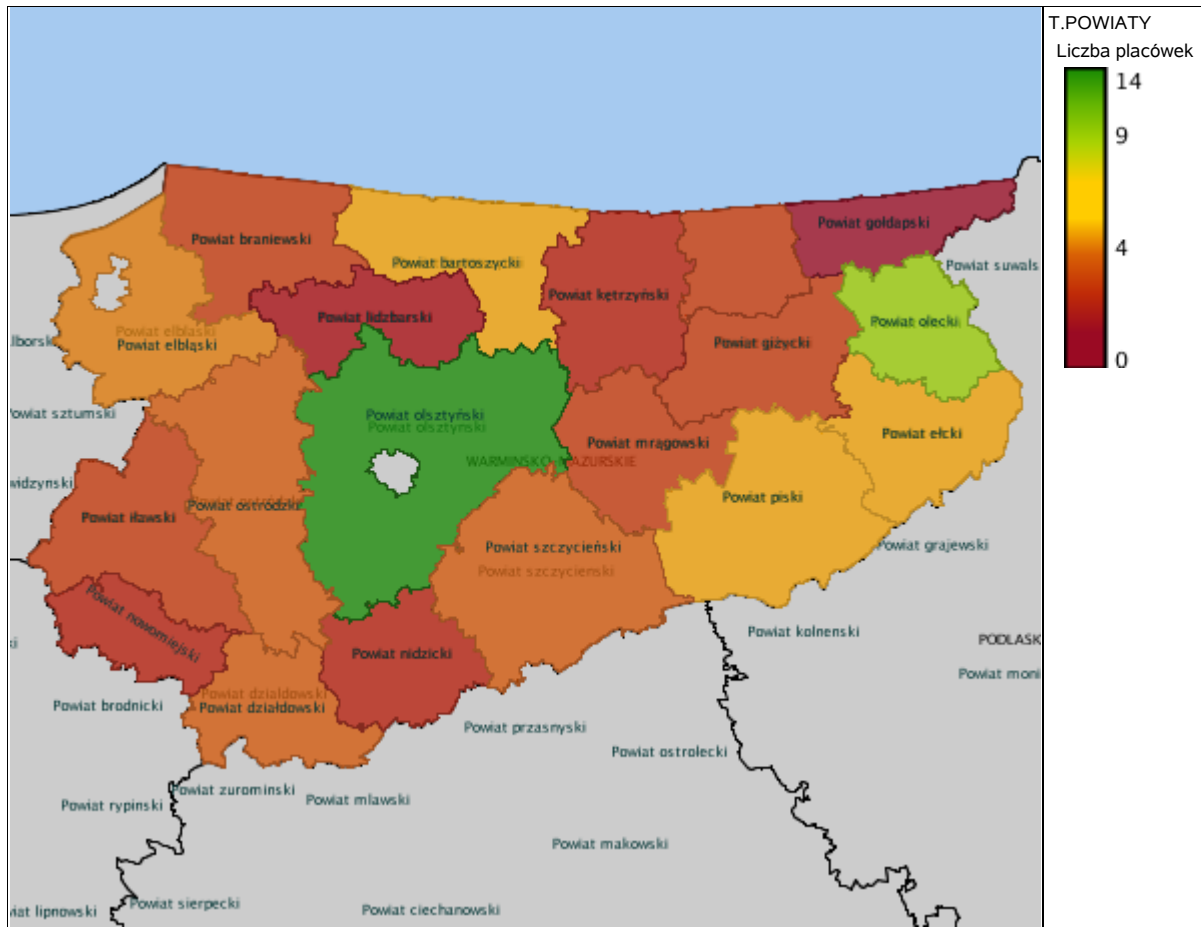 T.POWIATY
Liczba placówek
14
9
4
0
Powiat gołdapski
Powiat braniewski
Powiat bartoszycki
Powiat suwals
Powiat kętrzyński
Powiat lidzbarski
Powiat olecki
Powiat elbląski
Powiat elbląski
lborsk
Powiat giżycki
Powiat sztumski
Powiat olsztyński
Powiat olsztyński
Powiat ełcki
Powiat mrągowski
WARMIŃSKO-MAZURSKIE
widzynski
Powiat piski
Powiat ostródzki
Powiat iławski
Powiat szczycieński
Powiat grajewski
Powiat szczycienski
Powiat nowomiejski
Powiat kolnenski
PODLASK
Powiat nidzicki
Powiat moni
Powiat dzialdowski
Powiat działdowski
Powiat brodnicki
Powiat przasnyski
Powiat ostrolecki
Powiat zurominski
Powiat mlawski
Powiat rypinski
Powiat makowski
Powiat sierpecki
wiat lipnowski
Powiat ciechanowski